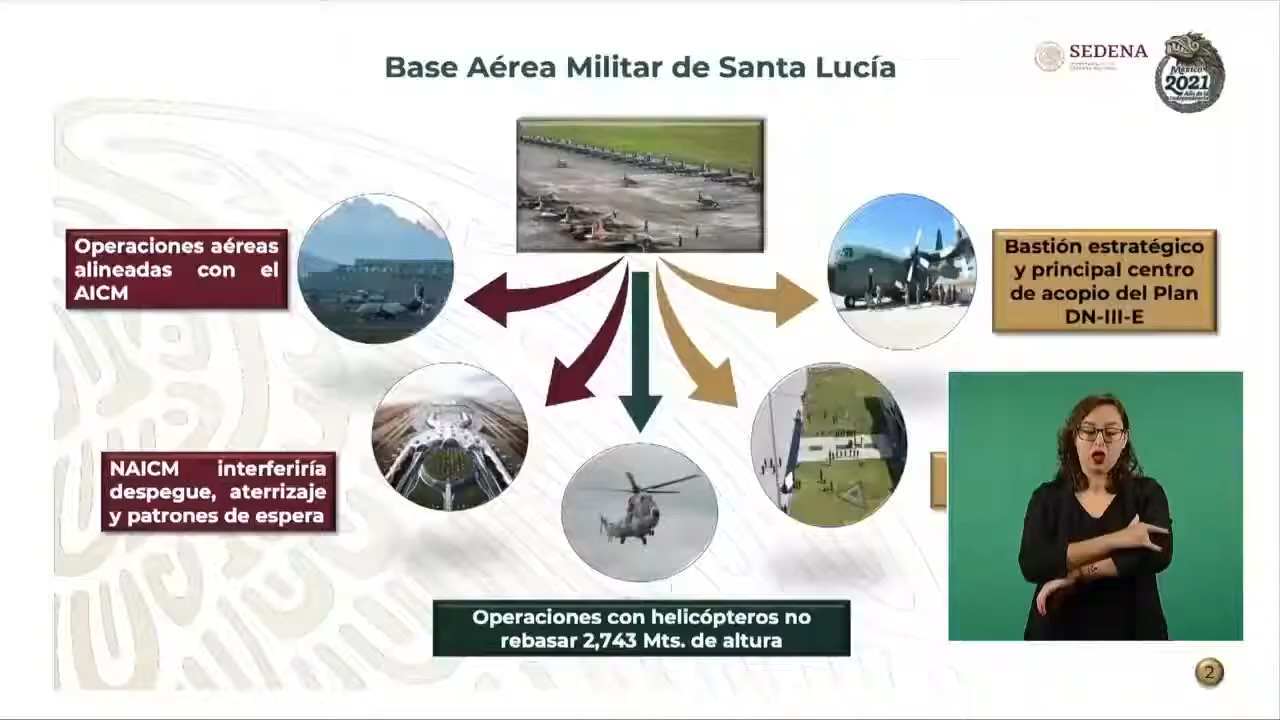 Base Aérea Militar de Santa Lucía
SEDENA
México
2021
Operaciones aéreas
alineadas con el
AICM
Bastión estratégico
y principal centro
de acopio del Plan
DN-III-E
NAICM interferiría
despegue, aterrizaje
y patrones de espera
Operaciones con helicópteros no
rebasar 2,743 Mts. de altura
2